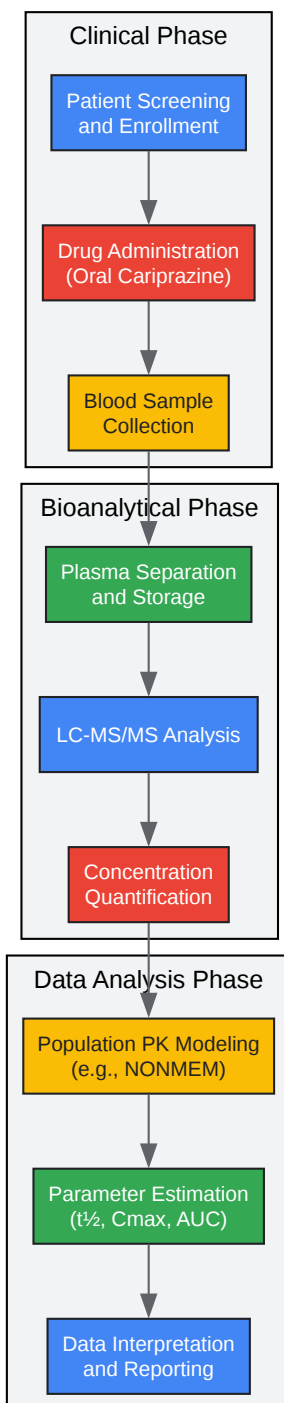 Clinical Phase
Patient Screening
and Enrollment
Drug Administration
(Oral Cariprazine)
Blood Sample
Collection
Bioanalytical Phase
Plasma Separation
and Storage
LC-MS/MS Analysis
Concentration
Quantification
Data Analysis Phase
Population PK Modeling
(e.g., NONMEM)
Parameter Estimation
(t½, Cmax, AUC)
Data Interpretation
and Reporting